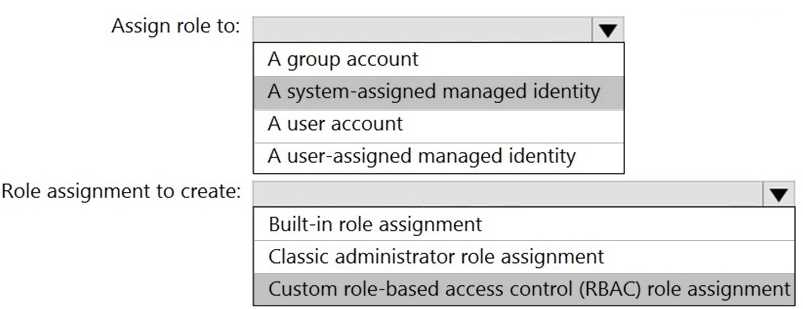 Assign role to:
A group account
A system-assigned managed identity
A user account
A user-assigned managed identity
Role assignment to create:
Built-in role assignment
Classic administrator role assignment
Custom role-based access control (RBAC) role assignment